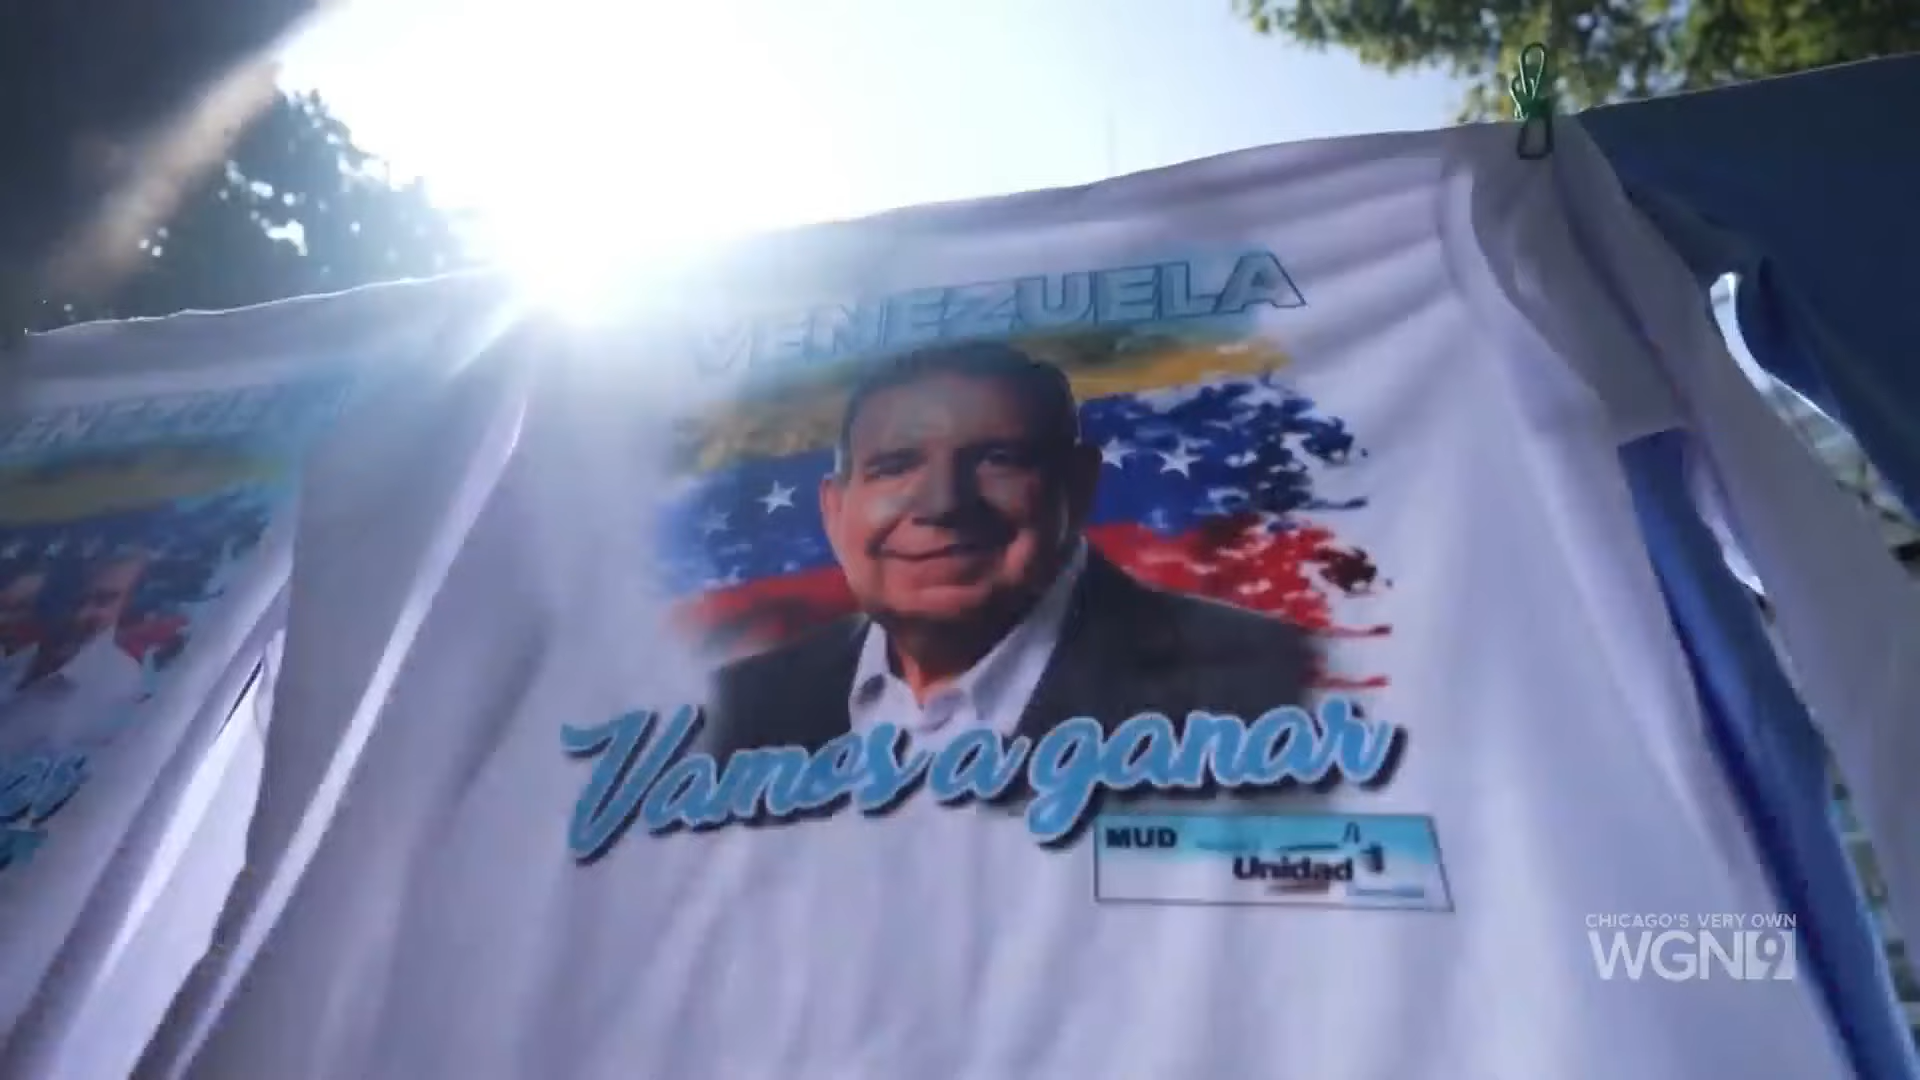 VENEZUELA
Vamos a ganar
MUD
Unidad
CHICAGO'S VERY OWN
WGN9